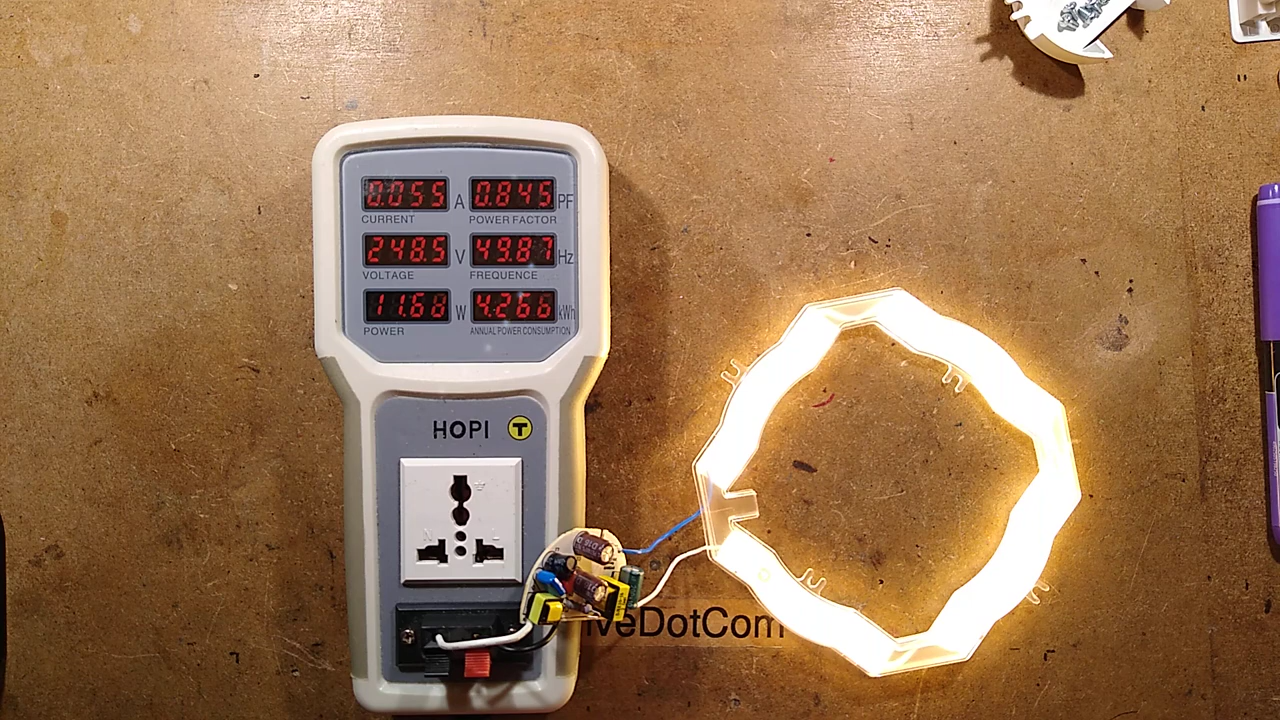 0.055 A 0.845 PF
CURRENT POWER FACTOR
248.5 V 49.87 Hz
VOLTAGE FREQUENCE
11.68 W 4.266 kWh
POWER ANNUAL POWER CONSUMPTION
HOPI T
N L
iveDotCom